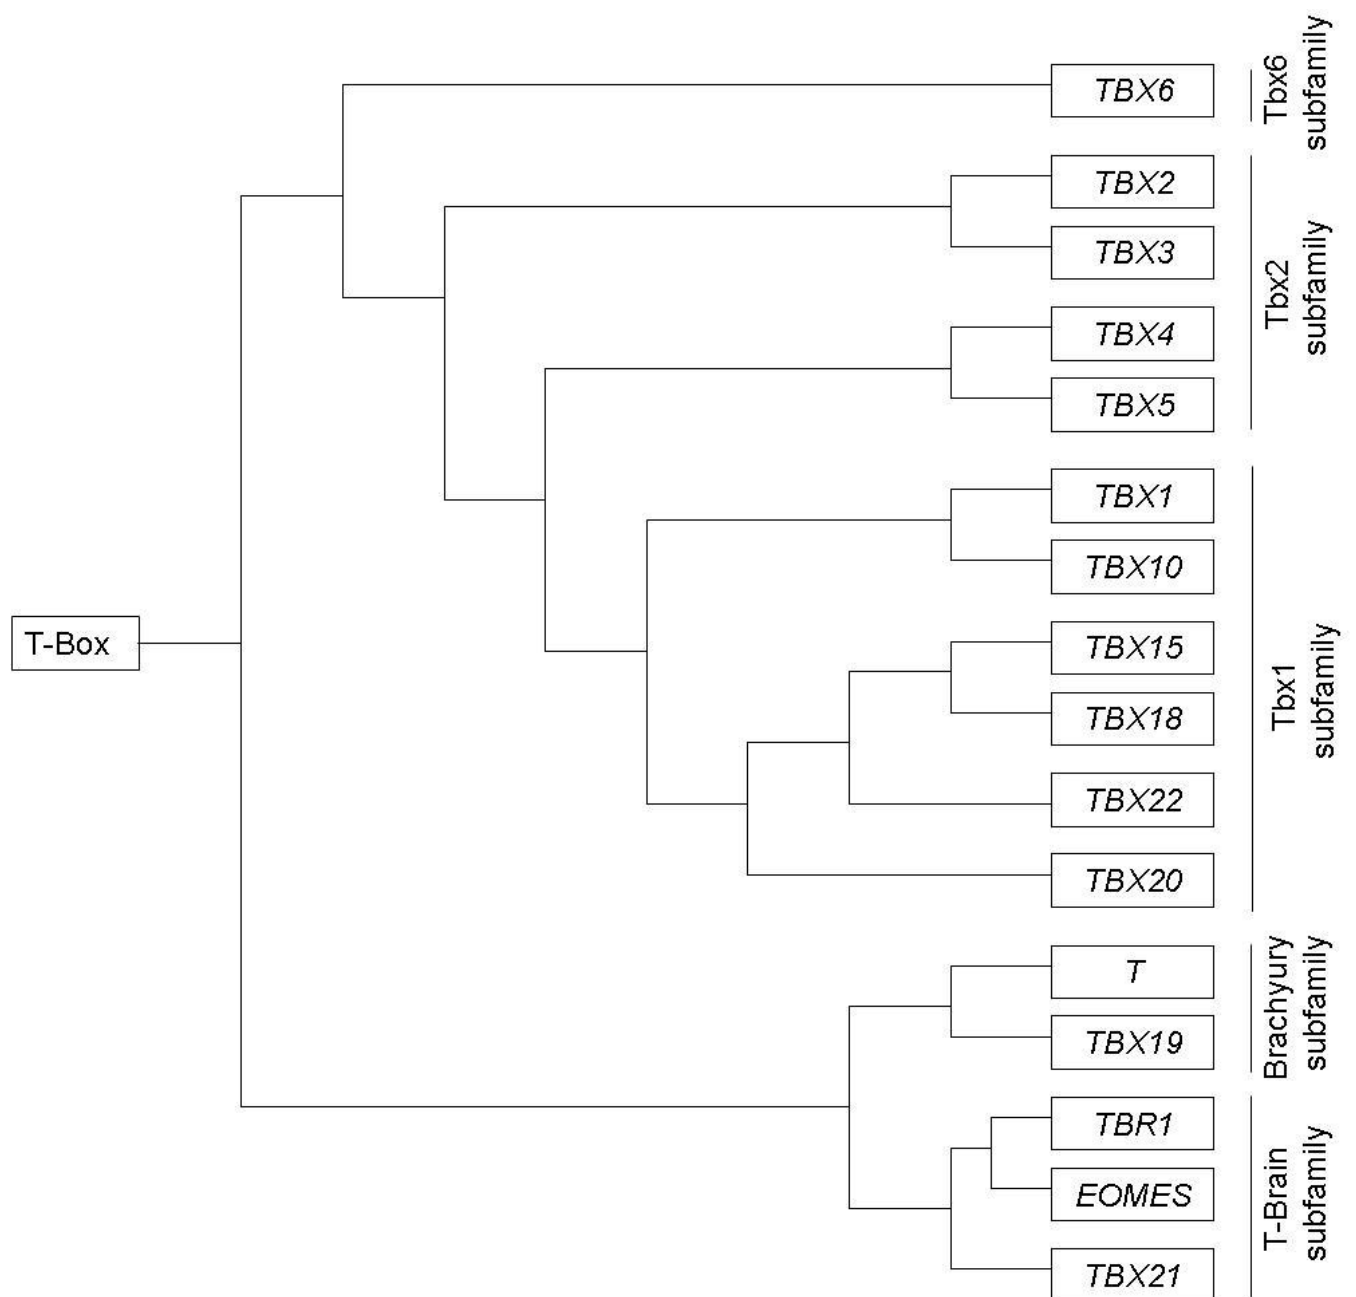 T-Box
TBX6
TBX2
TBX3
TBX4
TBX5
TBX1
TBX10
TBX15
TBX18
TBX22
TBX20
T
TBX19
TBR1
EOMES
TBX21
Tbx6
subfamily
Tbx2
subfamily
Tbx1
subfamily
Brachyury
subfamily
T-Brain
subfamily